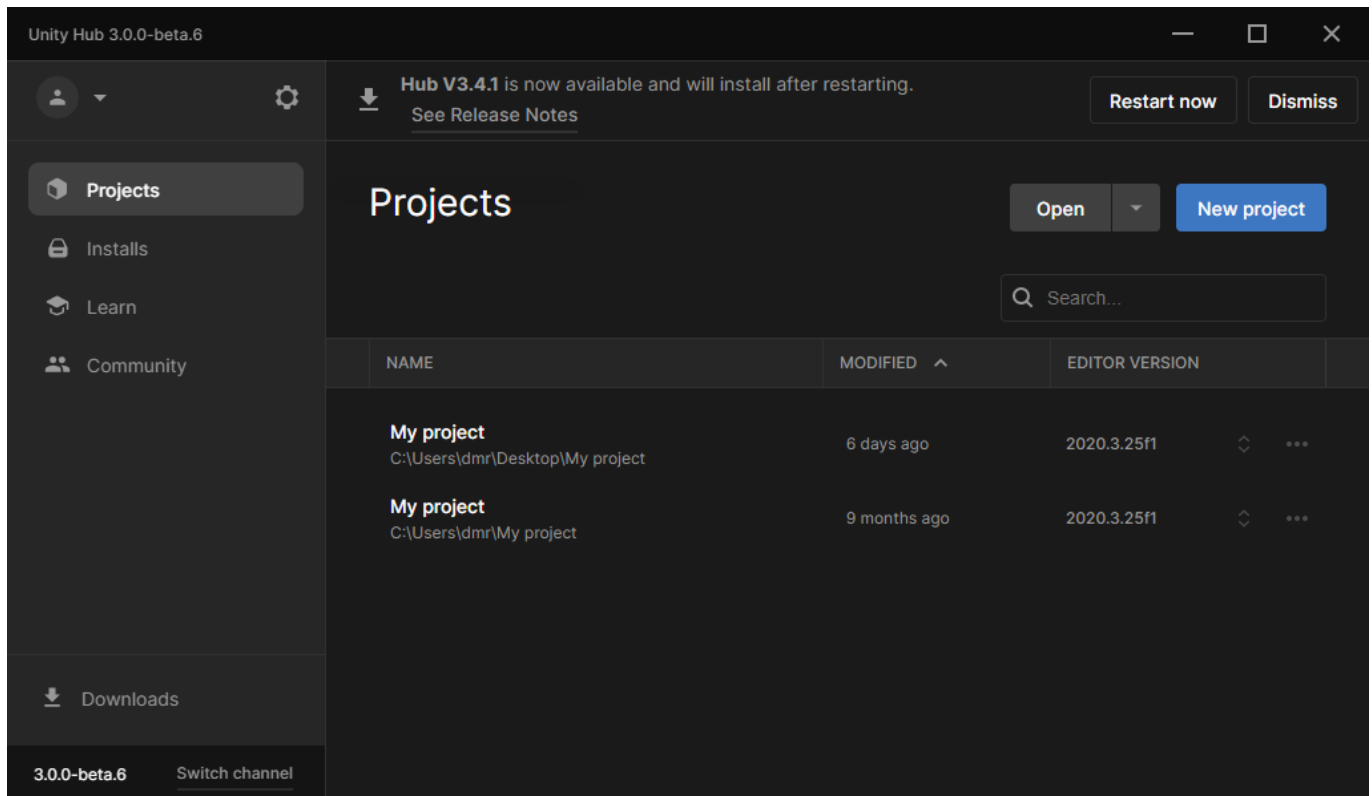 Unity Hub 3.0.0-beta.6
Hub V3.4.1 is now available and will install after restarting.
See Release Notes
Restart now
Dismiss
Projects
Installs
Learn
Community
Downloads
3.0.0-beta.6
Switch channel
Projects
Open
New project
Search...
NAME MODIFIED EDITOR VERSION
My project
C:\Users\dmr\Desktop\My project
6 days ago
2020.3.25f1
My project
C:\Users\dmr\My project
9 months ago
2020.3.25f1